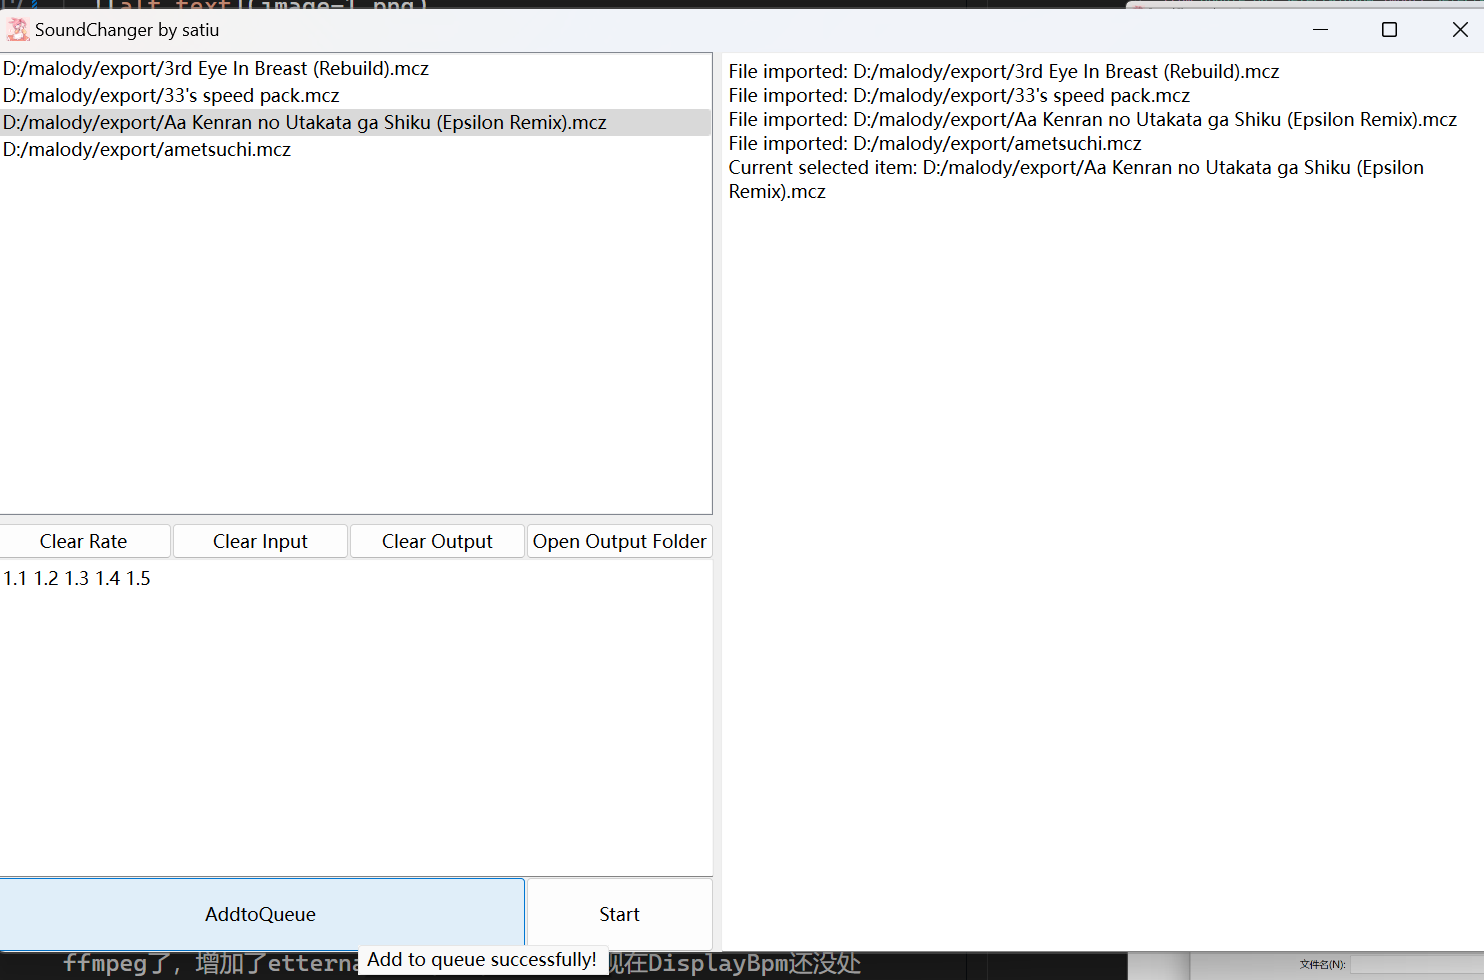 SoundChanger by satiu
D:/malody/export/3rd Eye In Breast (Rebuild).mcz
D:/malody/export/33's speed pack.mcz
D:/malody/export/Aa Kenran no Utakata ga Shiku (Epsilon Remix).mcz
D:/malody/export/ametsuchi.mcz
Clear Rate
Clear Input
Clear Output
Open Output Folder
1.1 1.2 1.3 1.4 1.5
AddtoQueue
Start
Add to queue successfully!
File imported: D:/malody/export/3rd Eye In Breast (Rebuild).mcz
File imported: D:/malody/export/33's speed pack.mcz
File imported: D:/malody/export/Aa Kenran no Utakata ga Shiku (Epsilon Remix).mcz
File imported: D:/malody/export/ametsuchi.mcz
Current selected item: D:/malody/export/Aa Kenran no Utakata ga Shiku (Epsilon
Remix).mcz
ffmpeg了，增加了etterna 现在DisplayBpm还没处
文件名(N):